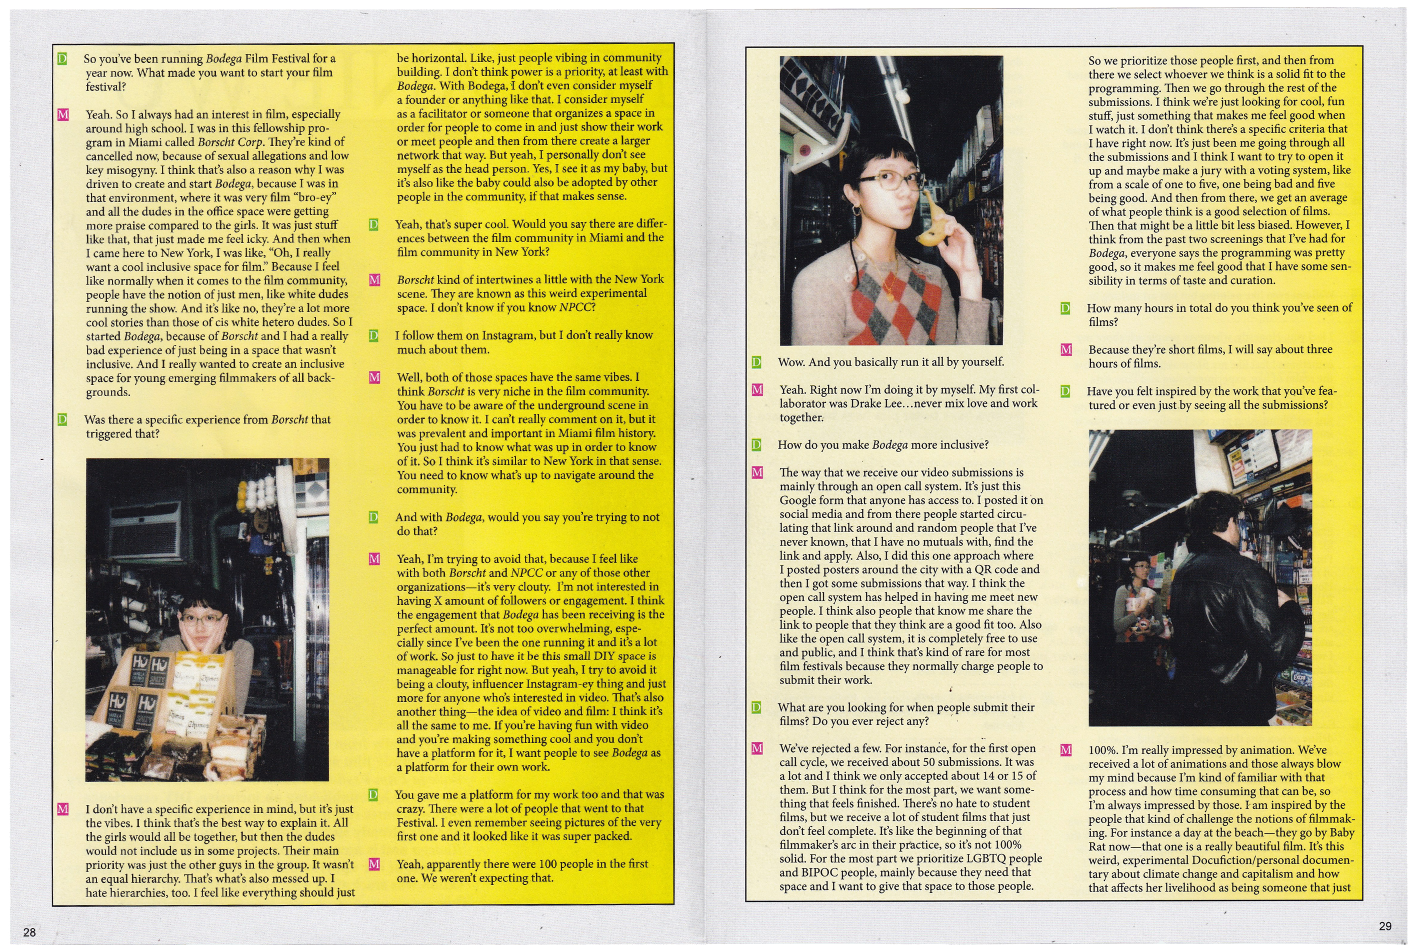 D So you've been running Bodega Film Festival for a
year now. What made you want to start your film
festival?
M Yeah. So I always had an interest in film, especially
around high school. I was in this fellowship pro-
gram in Miami called Borscht Corp. They're kind of
cancelled now, because of sexual allegations and low
key misogyny. I think that's also a reason why I was
driven to create and start Bodega, because I was in
that environment, where it was very film "bro-ey"
and all the dudes in the office space were getting
more praise compared to the girls. It was just stuff
like that, that just made me feel icky. And then when
I came here to New York, I was like, "Oh, I really
want a cool inclusive space for film." Because I feel
like normally when it comes to the film community,
people have the notion of just men, like white dudes
running the show. And it's like no, they're a lot more
cool stories than those of cis white hetero dudes. So I
started Bodega, because of Borscht and I had a really
bad experience of just being in a space that wasn't
inclusive. And I really wanted to create an inclusive
space for young emerging filmmakers of all back-
grounds.
D Was there a specific experience from Borscht that
triggered that?
HU HU
HU HU
M I don't have a specific experience in mind, but it's just
the vibes. I think that's the best way to explain it. All
the girls would all be together, but then the dudes
would not include us in some projects. Their main
priority was just the other guys in the group. It wasn't
an equal hierarchy. That's what's also messed up. I
hate hierarchies, too. I feel like everything should just
be horizontal. Like, just people vibing in community
building. I don't think power is a priority, at least with
Bodega. With Bodega, I don't even consider myself
a founder or anything like that. I consider myself
as a facilitator or someone that organizes a space in
order for people to come in and just show their work
or meet people and then from there create a larger
network that way. But yeah, I personally don't see
myself as the head person. Yes, I see it as my baby, but
it's also like the baby could also be adopted by other
people in the community, if that makes sense.
D Yeah, that's super cool. Would you say there are differ-
ences between the film community in Miami and the
film community in New York?
M Borscht kind of intertwines a little with the New York
scene. They are known as this weird experimental
space. I don't know if you know NPCC?
D I follow them on Instagram, but I don't really know
much about them.
M Well, both of those spaces have the same vibes. I
think Borscht is very niche in the film community.
You have to be aware of the underground scene in
order to know it. I can't really comment on it, but it
was prevalent and important in Miami film history.
You just had to know what was up in order to know
of it. So I think it's similar to New York in that sense.
You need to know what's up to navigate around the
community.
D And with Bodega, would you say you're trying to not
do that?
M Yeah, I'm trying to avoid that, because I feel like
with both Borscht and NPCC or any of those other
organizations—it's very clouty. I'm not interested in
having X amount of followers or engagement. I think
the engagement that Bodega has been receiving is the
perfect amount. It's not too overwhelming, espe-
cially since I've been the one running it and it's a lot
of work. So just to have it be this small DIY space is
manageable for right now. But yeah, I try to avoid it
being a clouty, influencer Instagram-ey thing and just
more for anyone who's interested in video. That's also
another thing—the idea of video and film: I think it's
all the same to me. If you're having fun with video
and you're making something cool and you don't
have a platform for it, I want people to see Bodega as
a platform for their own work.
D You gave me a platform for my work too and that was
crazy. There were a lot of people that went to that
Festival. I even remember seeing pictures of the very
first one and it looked like it was super packed.
M Yeah, apparently there were 100 people in the first
one. We weren't expecting that.
28
D Wow. And you basically run it all by yourself.
M Yeah. Right now I'm doing it by myself. My first col-
laborator was Drake Lee...never mix love and work
together.
D How do you make Bodega more inclusive?
M The way that we receive our video submissions is
mainly through an open call system. It's just this
Google form that anyone has access to. I posted it on
social media and from there people started circu-
lating that link around and random people that I've
never known, that I have no mutuals with, find the
link and apply. Also, I did this one approach where
I posted posters around the city with a QR code and
then I got some submissions that way. I think the
open call system has helped in having me meet new
people. I think also people that know me share the
link to people that they think are a good fit too. Also
like the open call system, it is completely free to use
and public, and I think that's kind of rare for most
film festivals because they normally charge people to
submit their work.
D What are you looking for when people submit their
films? Do you ever reject any?
M We've rejected a few. For instance, for the first open
call cycle, we received about 50 submissions. It was
a lot and I think we only accepted about 14 or 15 of
them. But I think for the most part, we want some-
thing that feels finished. There's no hate to student
films, but we receive a lot of student films that just
don't feel complete. It's like the beginning of that
filmmaker's arc in their practice, so it's not 100%
solid. For the most part we prioritize LGBTQ people
and BIPOC people, mainly because they need that
space and I want to give that space to those people.
So we prioritize those people first, and then from
there we select whoever we think is a solid fit to the
programming. Then we go through the rest of the
submissions. I think we're just looking for cool, fun
stuff, just something that makes me feel good when
I watch it. I don't think there's a specific criteria that
I have right now. It's just been me going through all
the submissions and I think I want to try to open it
up and maybe make a jury with a voting system, like
from a scale of one to five, one being bad and five
being good. And then from there, we get an average
of what people think is a good selection of films.
Then that might be a little bit less biased. However, I
think from the past two screenings that I've had for
Bodega, everyone says the programming was pretty
good, so it makes me feel good that I have some sen-
sibility in terms of taste and curation.
D How many hours in total do you think you've seen of
films?
M Because they're short films, I will say about three
hours of films.
D Have you felt inspired by the work that you've fea-
tured or even just by seeing all the submissions?
M 100%. I'm really impressed by animation. We've
received a lot of animations and those always blow
my mind because I'm kind of familiar with that
process and how time consuming that can be, so
I'm always impressed by those. I am inspired by the
people that kind of challenge the notions of filmmak-
ing. For instance a day at the beach—they go by Baby
Rat now—that one is a really beautiful film. It's this
weird, experimental Docufiction/personal documen-
tary about climate change and capitalism and how
that affects her livelihood as being someone that just
29